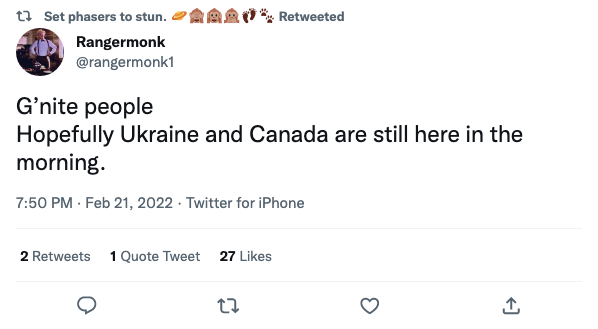 Set phasers to stun. 🪐🙈🙊🙉👣🐾 Retweeted
Rangermonk
@rangermonk1
G’nite people
Hopefully Ukraine and Canada are still here in the
morning.
7:50 PM · Feb 21, 2022 · Twitter for iPhone
2 Retweets 1 Quote Tweet 27 Likes